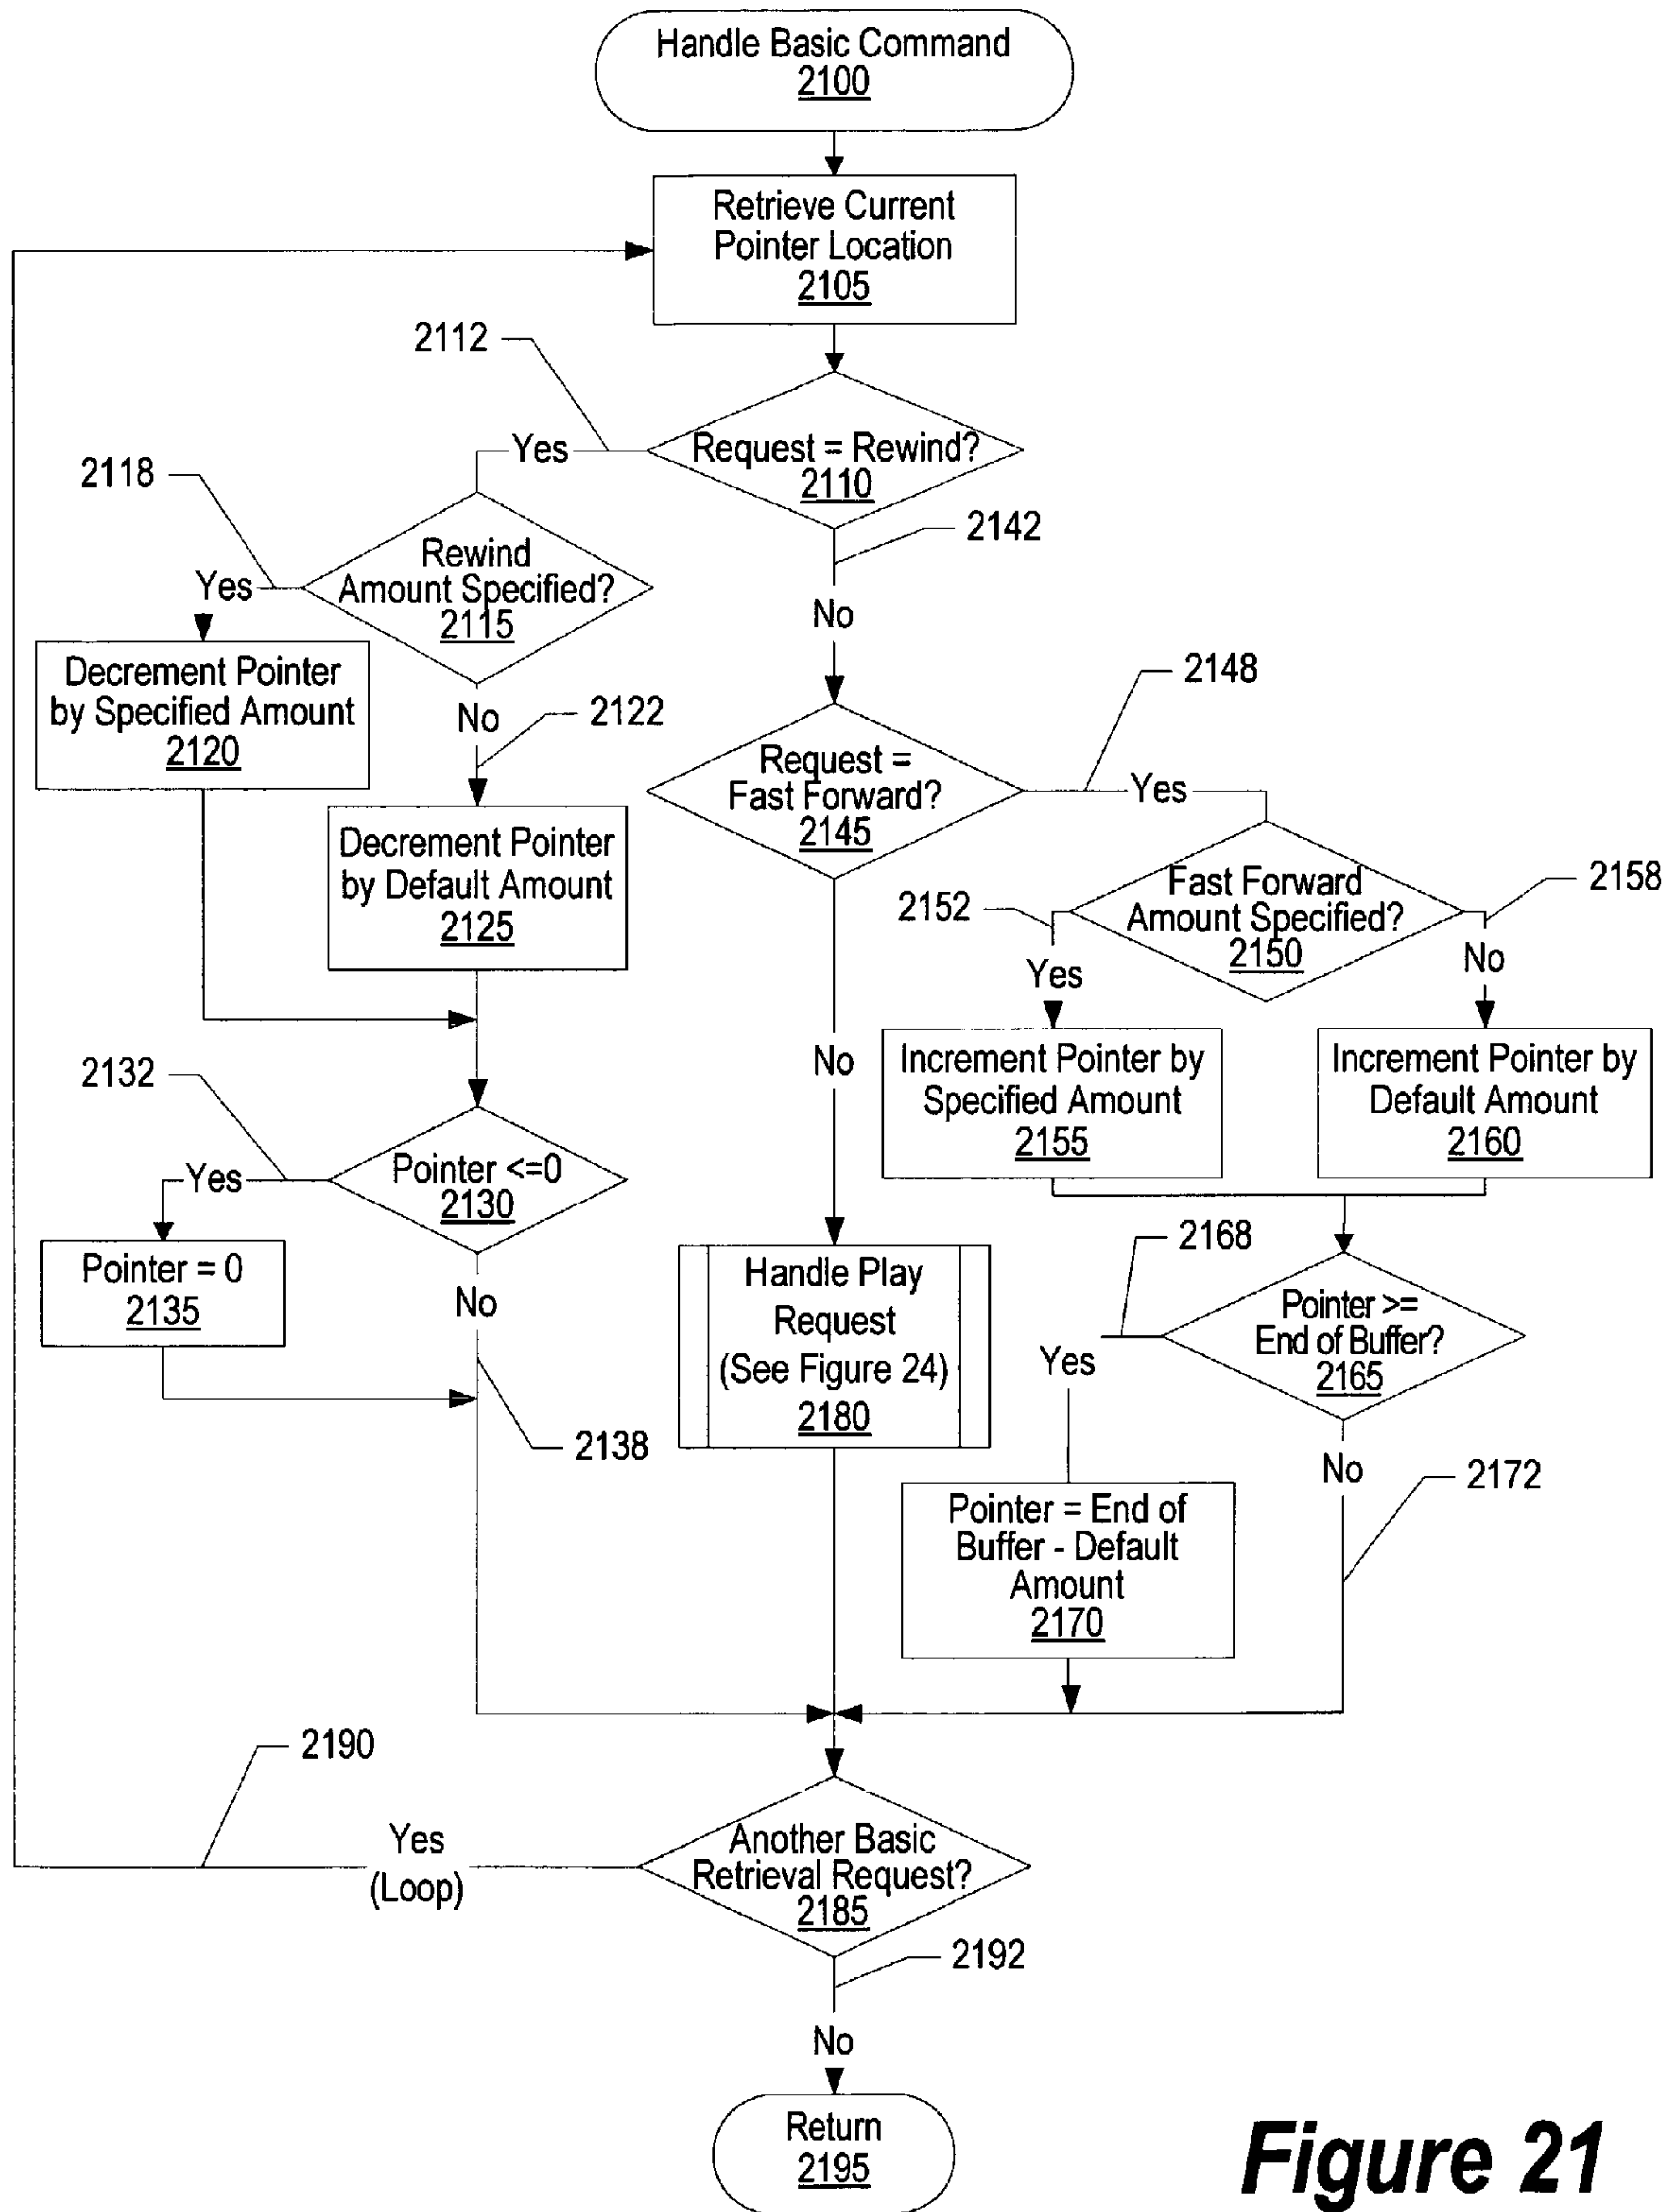 Handle Basic Command
2100
Retrieve Current
Pointer Location
2105
2112
Yes
Request = Rewind?
2110
2118
2142
Rewind
Amount Specified?
2115
Yes
No
Decrement Pointer
by Specified Amount
2120
No
2122
2148
Request =
Fast Forward?
2145
Yes
Decrement Pointer
by Default Amount
2125
Fast Forward
Amount Specified?
2150
2152
2158
Yes
No
No
Increment Pointer by
Specified Amount
2155
Increment Pointer by
Default Amount
2160
2132
Yes
Pointer <=0
2130
Pointer = 0
2135
No
2138
Handle Play
Request
(See Figure 24)
2180
2168
Pointer >=
End of Buffer?
2165
Yes
No
2172
Pointer = End of
Buffer - Default
Amount
2170
2190
Yes
(Loop)
Another Basic
Retrieval Request?
2185
2192
No
Return
2195
Figure 21